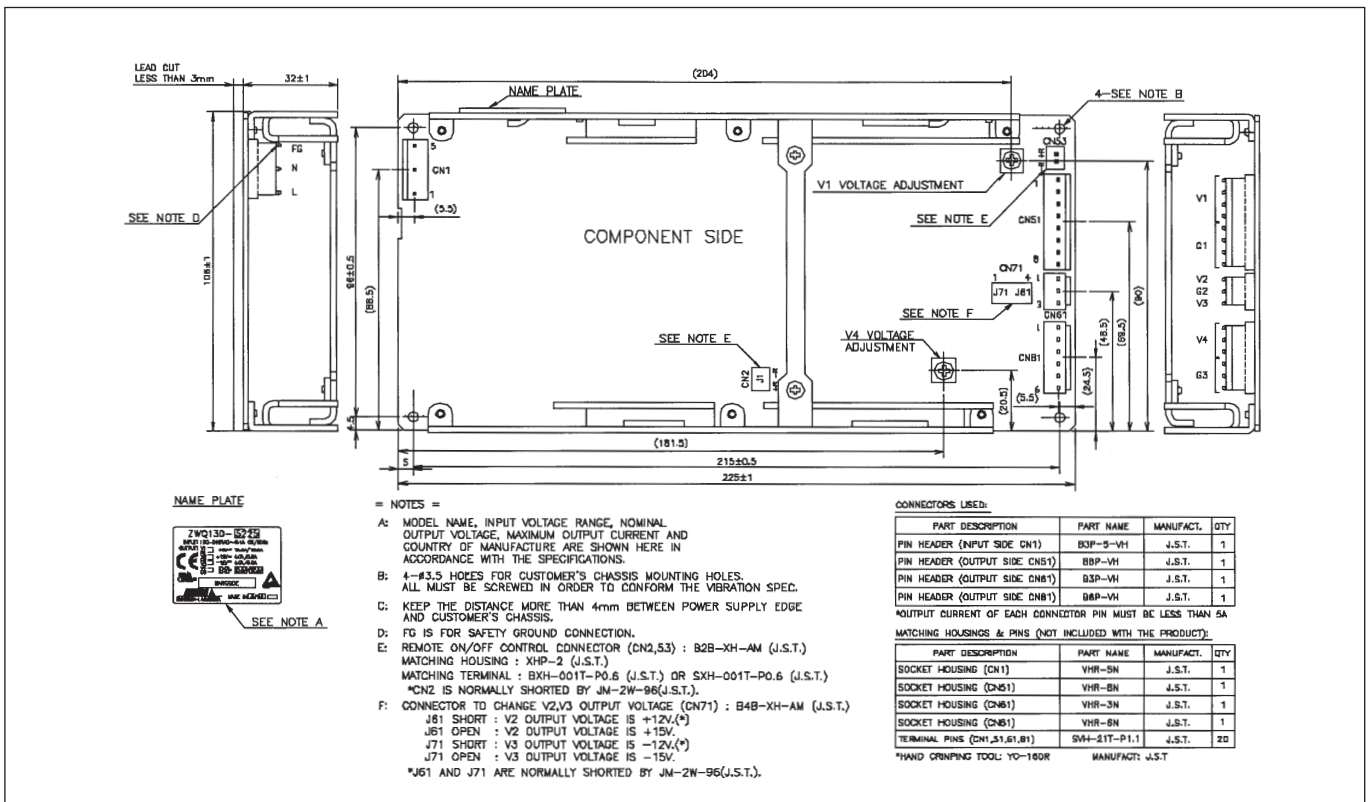 LEAD CUT
LESS THAN 3mm
32±1
(204)
NAME PLATE
4-SEE NOTE B
FG
N
L
SEE NOTE D
5
CN1
1
(5.5)
96±0.5
(88.5)
4.5
COMPONENT SIDE
V1 VOLTAGE ADJUSTMENT
CN53
+R
-R
SEE NOTE E
1
CN51
8
CN71
1 4
J71 J61
SEE NOTE F
1
3
CN61
V4 VOLTAGE
ADJUSTMENT
1
CN81
6
SEE NOTE E
CN2
J1
-R
+R
(20.5)
(5.5)
(24.5)
(90)
V1
G1
V2
G2
V3
V4
G3
(181.5)
5
215±0.5
225±1
NAME PLATE
ZWQ130-5225
SEE NOTE A
= NOTES =
A: MODEL NAME, INPUT VOLTAGE RANGE, NOMINAL
OUTPUT VOLTAGE, MAXIMUM OUTPUT CURRENT AND
COUNTRY OF MANUFACTURE ARE SHOWN HERE IN
ACCORDANCE WITH THE SPECIFICATIONS.
B: 4-ø3.5 HOLES FOR CUSTOMER'S CHASSIS MOUNTING HOLES.
ALL MUST BE SCREWED IN ORDER TO CONFORM THE VIBRATION SPEC.
C: KEEP THE DISTANCE MORE THAN 4mm BETWEEN POWER SUPPLY EDGE
AND CUSTOMER'S CHASSIS.
D: FG IS FOR SAFETY GROUND CONNECTION.
E: REMOTE ON/OFF CONTROL CONNECTOR (CN2,53) : B2B-XH-AM (J.S.T.)
MATCHING HOUSING : XHP-2 (J.S.T.)
MATCHING TERMINAL : BXH-001T-P0.6 (J.S.T.) OR SXH-001T-P0.6 (J.S.T.)
*CN2 IS NORMALLY SHORTED BY JM-2W-96(J.S.T.).
F: CONNECTOR TO CHANGE V2,V3 OUTPUT VOLTAGE (CN71) : B4B-XH-AM (J.S.T.)
J61 SHORT : V2 OUTPUT VOLTAGE IS +12V.(*)
J61 OPEN : V2 OUTPUT VOLTAGE IS +15V.
J71 SHORT : V3 OUTPUT VOLTAGE IS -12V.(*)
J71 OPEN : V3 OUTPUT VOLTAGE IS -15V.
*J61 AND J71 ARE NORMALLY SHORTED BY JM-2W-96(J.S.T.).
CONNECTORS USED:
PART DESCRIPTION PART NAME MANUFACT. QTY
PIN HEADER (INPUT SIDE CN1) B3P-5-VH J.S.T. 1
PIN HEADER (OUTPUT SIDE CN51) B8P-VH J.S.T. 1
PIN HEADER (OUTPUT SIDE CN61) B3P-VH J.S.T. 1
PIN HEADER (OUTPUT SIDE CN81) B6P-VH J.S.T. 1
*OUTPUT CURRENT OF EACH CONNECTOR PIN MUST BE LESS THAN 5A
MATCHING HOUSINGS & PINS (NOT INCLUDED WITH THE PRODUCT):
PART DESCRIPTION PART NAME MANUFACT. QTY
SOCKET HOUSING (CN1) VHR-5N J.S.T. 1
SOCKET HOUSING (CN51) VHR-8N J.S.T. 1
SOCKET HOUSING (CN61) VHR-3N J.S.T. 1
SOCKET HOUSING (CN81) VHR-6N J.S.T. 1
TERMINAL PINS (CN1,51,61,81) SVH-21T-P1.1 J.S.T. 20
*HAND CRINPING TOOL: YC-160R MANUFACT: J.S.T